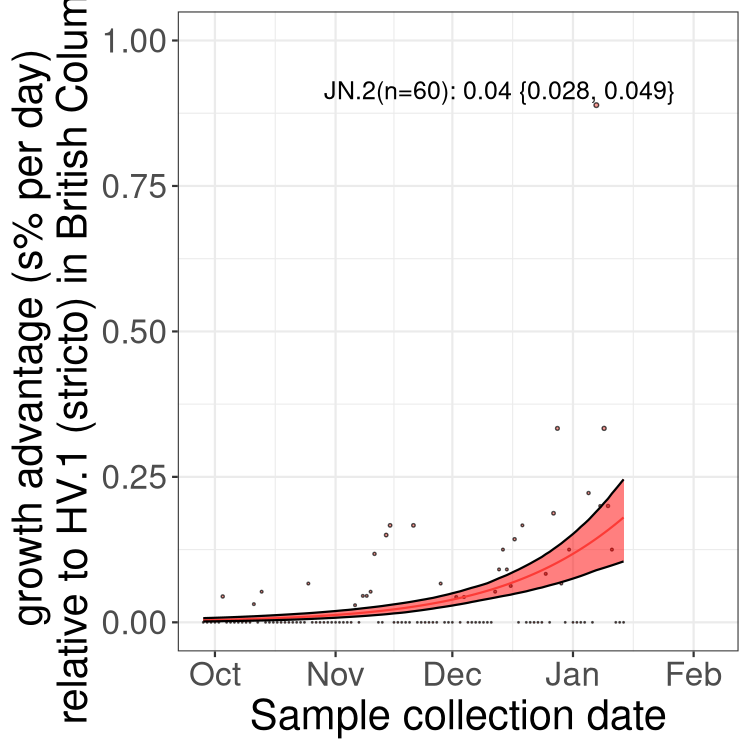 growth advantage (s% per day)
relative to HV.1 (stricto) in British Colum
1.00
0.75
0.50
0.25
0.00
JN.2(n=60): 0.04 {0.028, 0.049}
Oct Nov Dec Jan Feb
Sample collection date